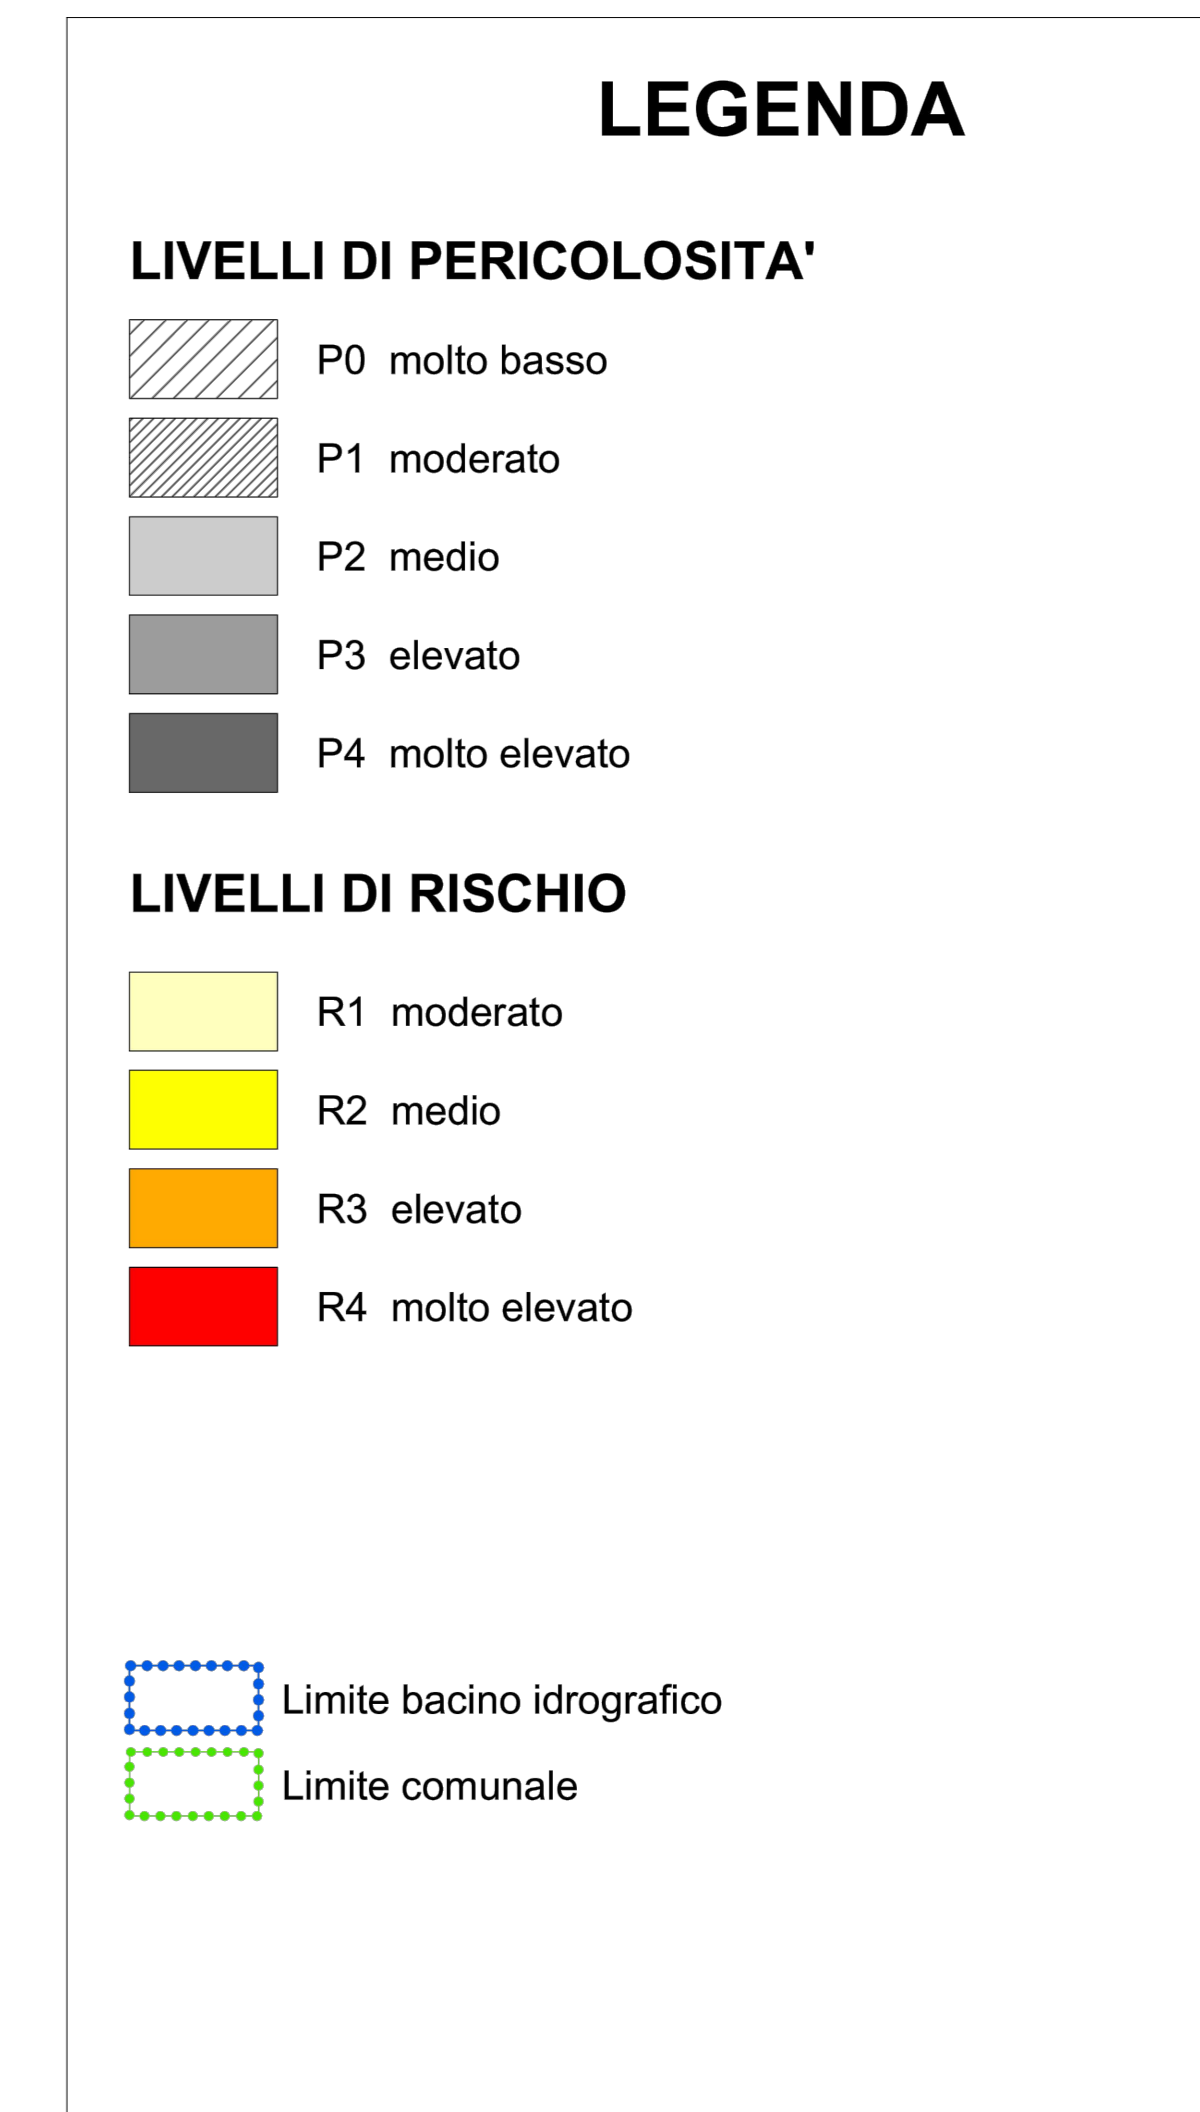 LEGENDA
LIVELLI DI PERICOLOSITA'
P0 molto basso
P1 moderato
P2 medio
P3 elevato
P4 molto elevato
LIVELLI DI RISCHIO
R1 moderato
R2 medio
R3 elevato
R4 molto elevato
Limite bacino idrografico
Limite comunale